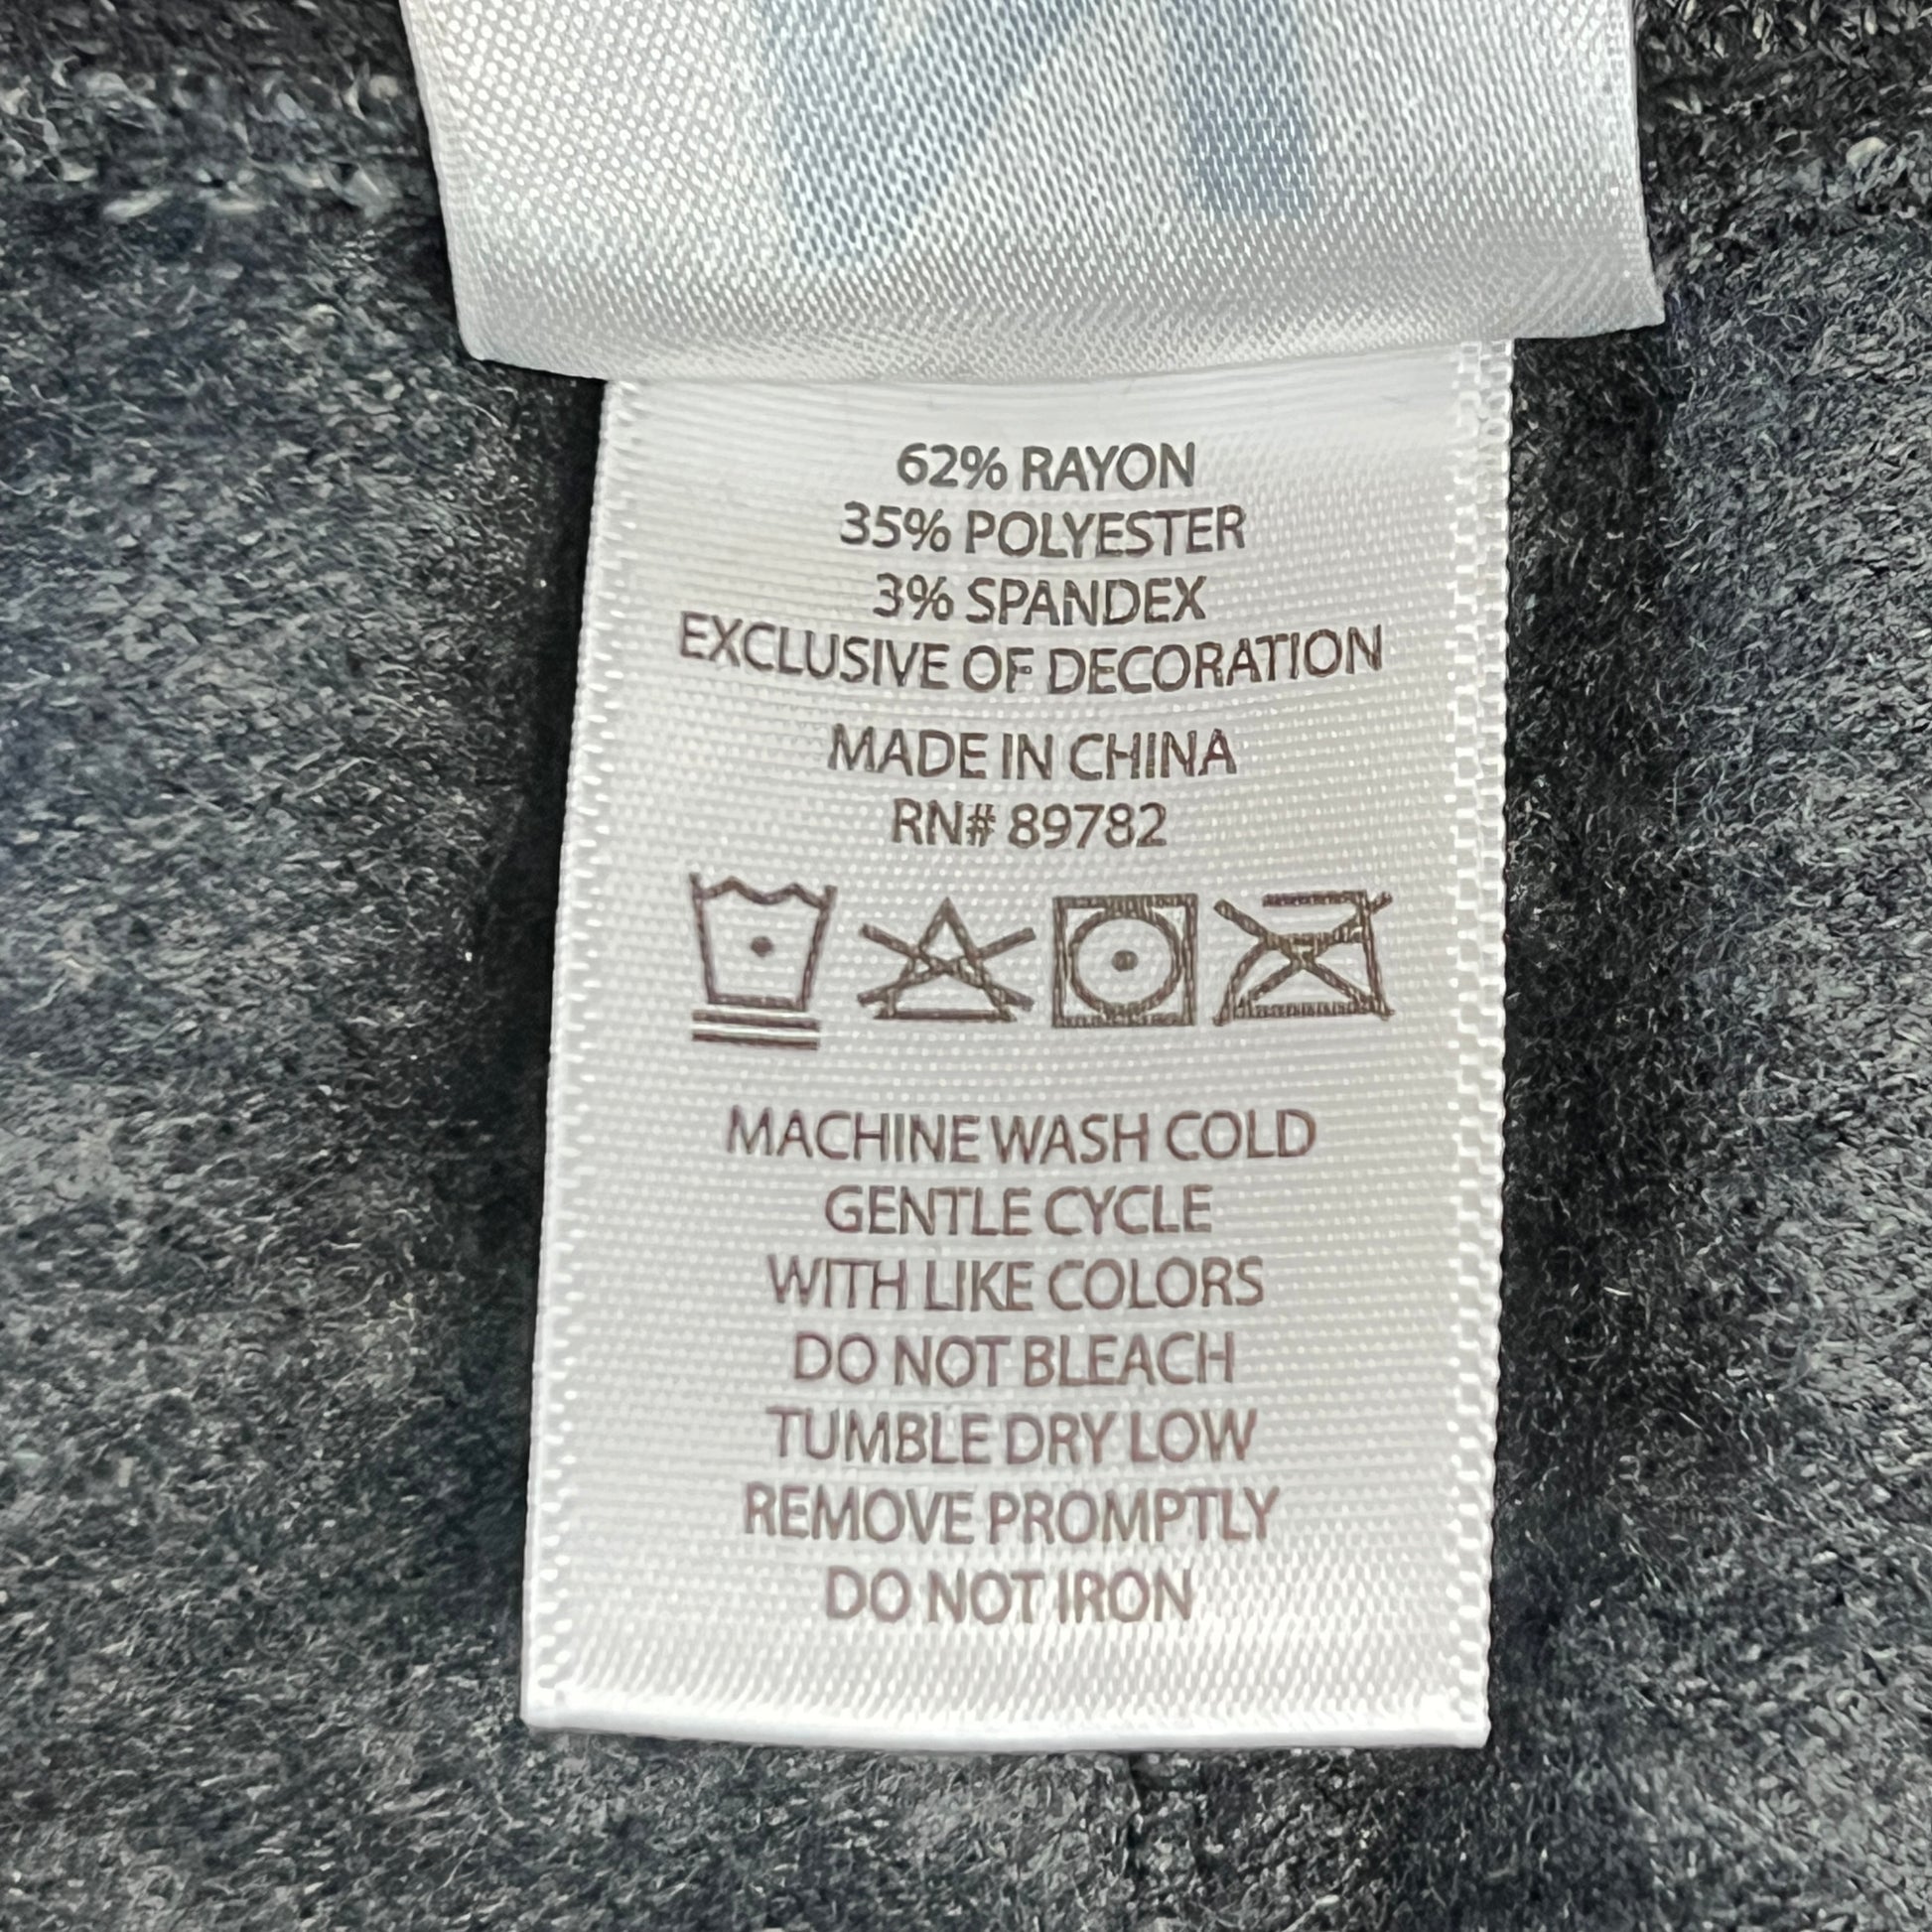 62% RAYON
35% POLYESTER
3% SPANDEX
EXCLUSIVE OF DECORATION
MADE IN CHINA
RN# 89782
MACHINE WASH COLD
GENTLE CYCLE
WITH LIKE COLORS
DO NOT BLEACH
TUMBLE DRY LOW
REMOVE PROMPTLY
DO NOT IRON